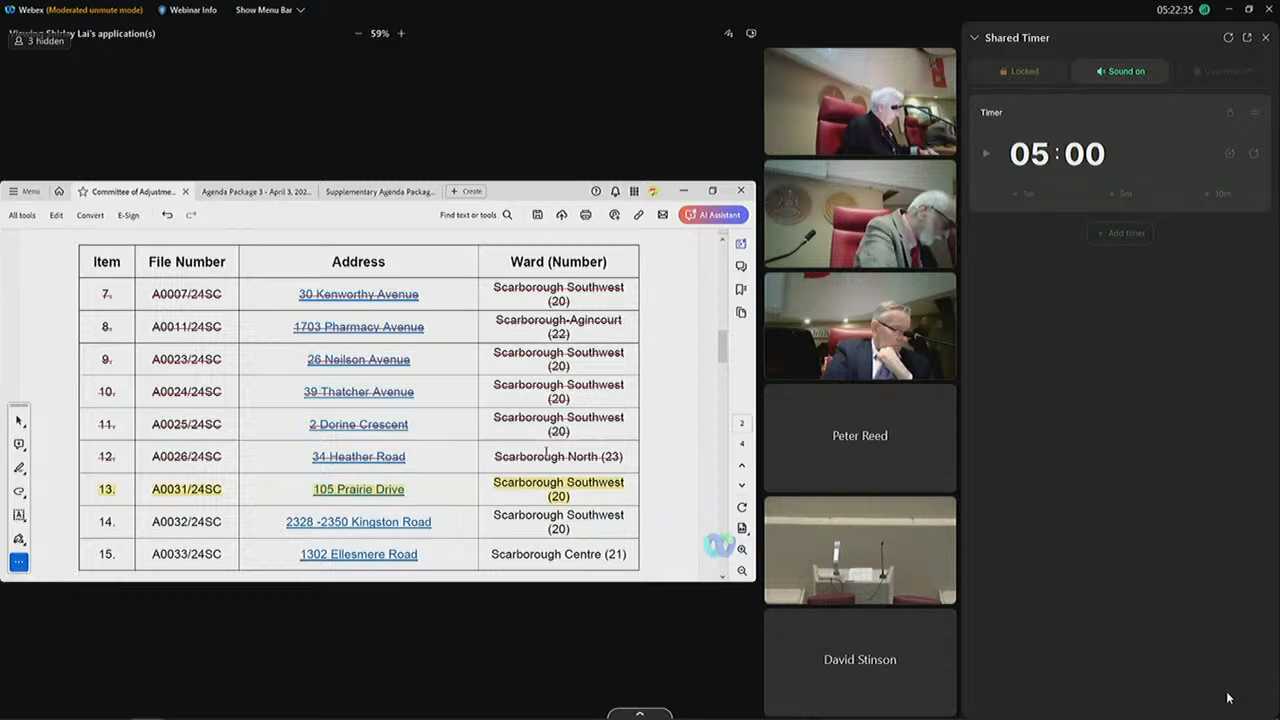 Webex (Moderated unmute mode) Webinar Info Show Menu Bar 05:22:35
Viewing Shirley Lai's application(s) 59%
3 hidden
Shared Timer
Locked Sound on
Timer
05:00
Add timer
Menu Committee of Adjustme... Agenda Package 3 - April 3, 202... Supplementary Agenda Packag... Create
All tools Edit Convert E-Sign Find text or tools AI Assistant
Item File Number Address Ward (Number)
7. A0007/24SC 30 Kenworthy Avenue Scarborough Southwest (20)
8. A0011/24SC 1703 Pharmacy Avenue Scarborough-Agincourt (22)
9. A0023/24SC 26 Neilson Avenue Scarborough Southwest (20)
10. A0024/24SC 39 Thatcher Avenue Scarborough Southwest (20)
11. A0025/24SC 2 Dorine Crescent Scarborough Southwest (20)
12. A0026/24SC 34 Heather Road Scarborough North (23)
13. A0031/24SC 105 Prairie Drive Scarborough Southwest (20)
14. A0032/24SC 2328 -2350 Kingston Road Scarborough Southwest (20)
15. A0033/24SC 1302 Ellesmere Road Scarborough Centre (21)
2
4
Peter Reed
David Stinson